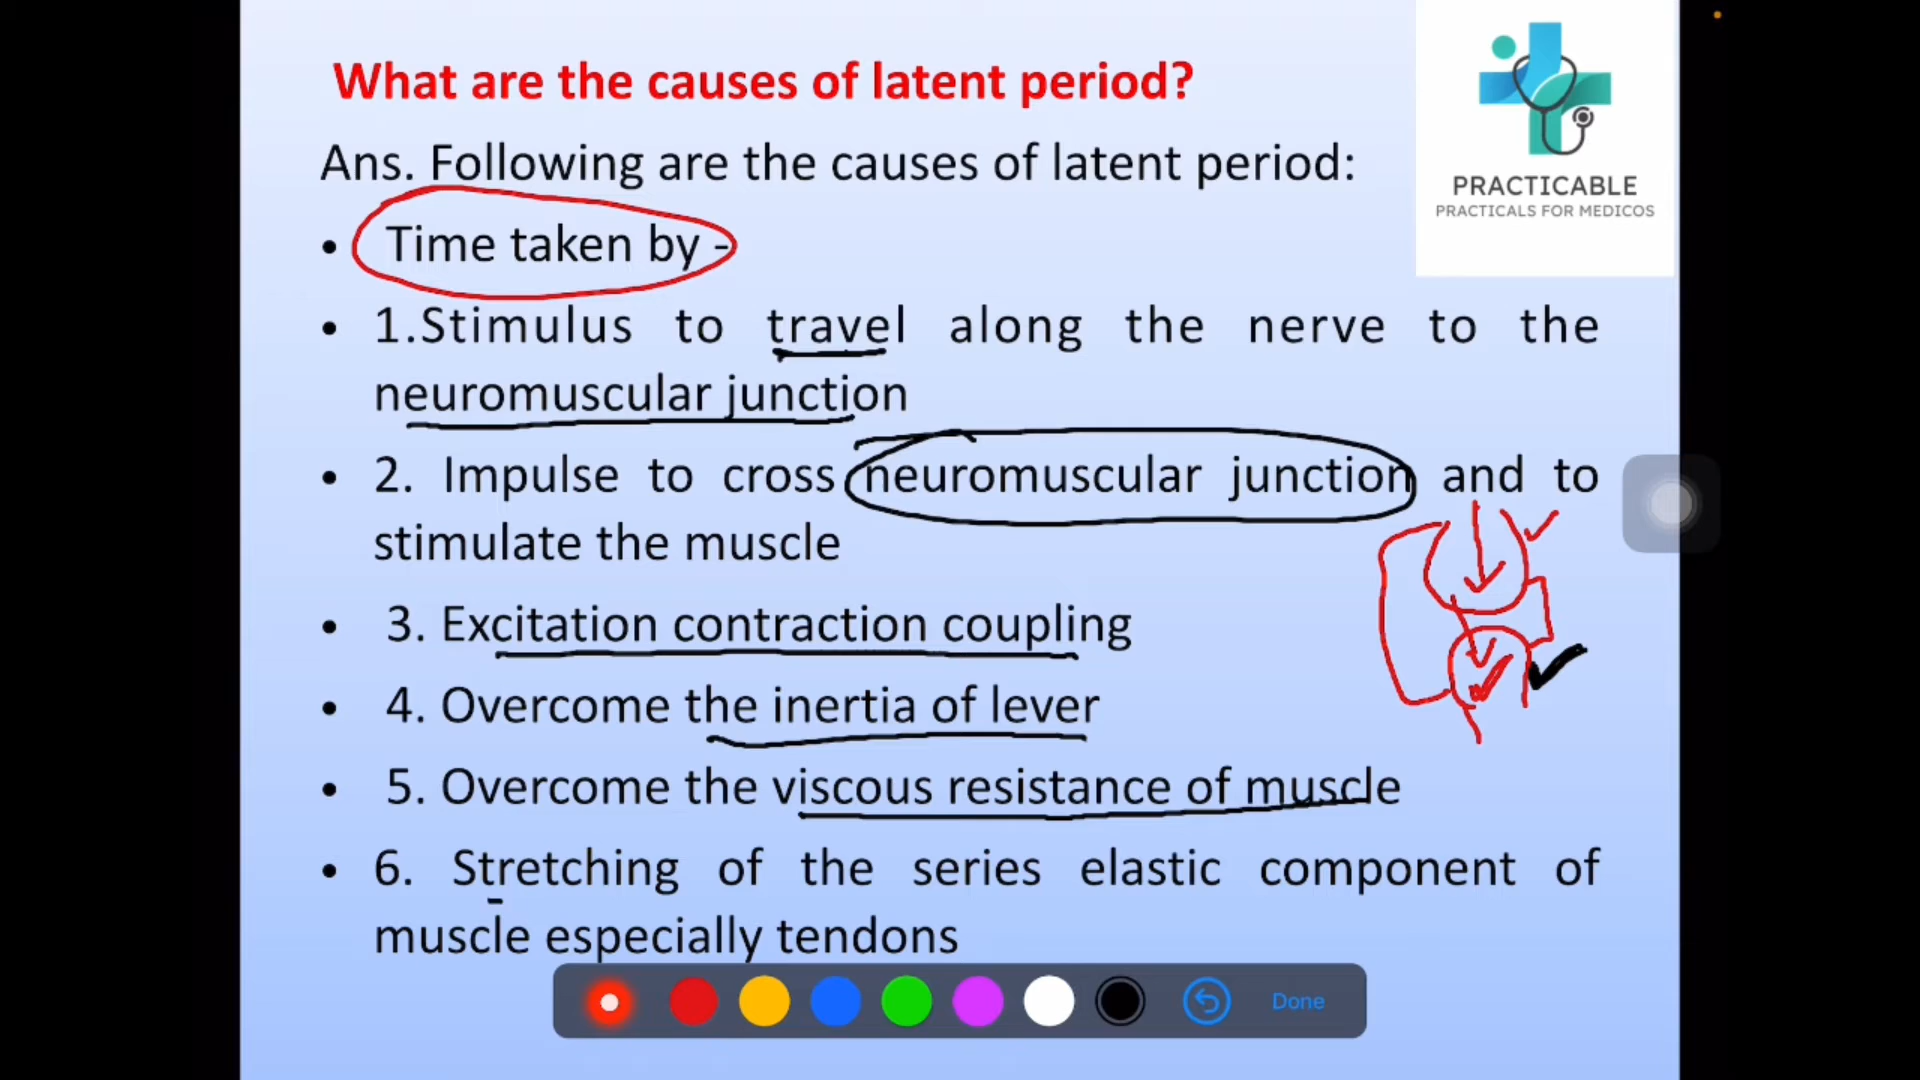 What are the causes of latent period?
Ans. Following are the causes of latent period:
• Time taken by -
• 1.Stimulus to travel along the nerve to the
neuromuscular junction
• 2. Impulse to cross neuromuscular junction and to
stimulate the muscle
• 3. Excitation contraction coupling
• 4. Overcome the inertia of lever
• 5. Overcome the viscous resistance of muscle
• 6. Stretching of the series elastic component of
muscle especially tendons
PRACTICABLE
PRACTICALS FOR MEDICOS
Done